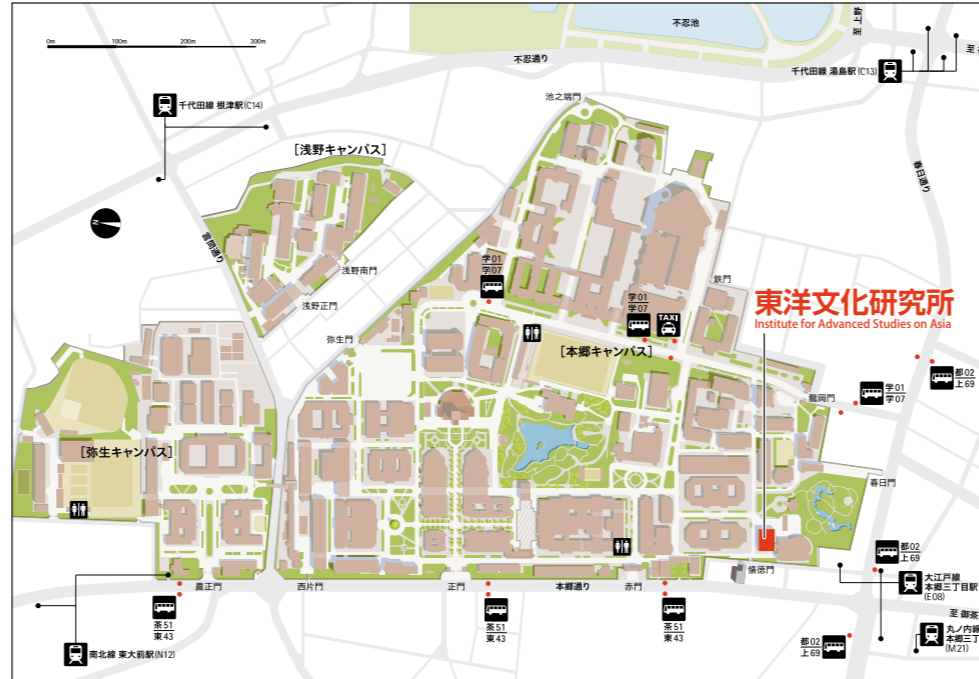 0m 100m 200m 300m
不忍池
至 上野
不忍通り
千代田線 湯島駅(C13)
池之端門
千代田線 根津駅(C14)
[浅野キャンパス]
春日通り
N
言問通り
浅野南門
学01
学07
鉄門
浅野正門
学01
学07
TAXI
東洋文化研究所
Institute for Advanced Studies on Asia
弥生門
[本郷キャンパス]
都02
上69
学01
学07
龍岡門
[弥生キャンパス]
春日門
都02
上69
懐徳門
大江戸線
本郷三丁目駅
(E08)
農正門
西片門
正門
本郷通り
赤門
茶51
東43
茶51
東43
茶51
東43
至 御茶
丸ノ内線
本郷三丁
(M21)
都02
上69
南北線 東大前駅(N12)